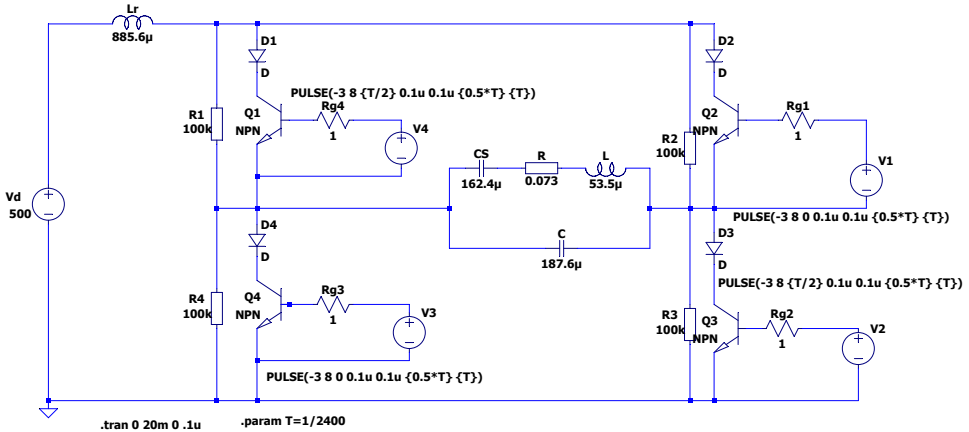 Lr
885.6µ
D1
D
D2
D
PULSE(-3 8 {T/2} 0.1u 0.1u {0.5*T} {T})
Q1
NPN
Rg4
1
V4
R1
100k
Q2
NPN
Rg1
1
R2
100k
V1
CS
162.4µ
R
0.073
L
53.5µ
Vd
500
PULSE(-3 8 0 0.1u 0.1u {0.5*T} {T})
D4
D
C
187.6µ
D3
D
PULSE(-3 8 {T/2} 0.1u 0.1u {0.5*T} {T})
Q4
NPN
Rg3
1
V3
R4
100k
R3
100k
Q3
NPN
Rg2
1
V2
PULSE(-3 8 0 0.1u 0.1u {0.5*T} {T})
.tran 0 20m 0 .1u
.param T=1/2400